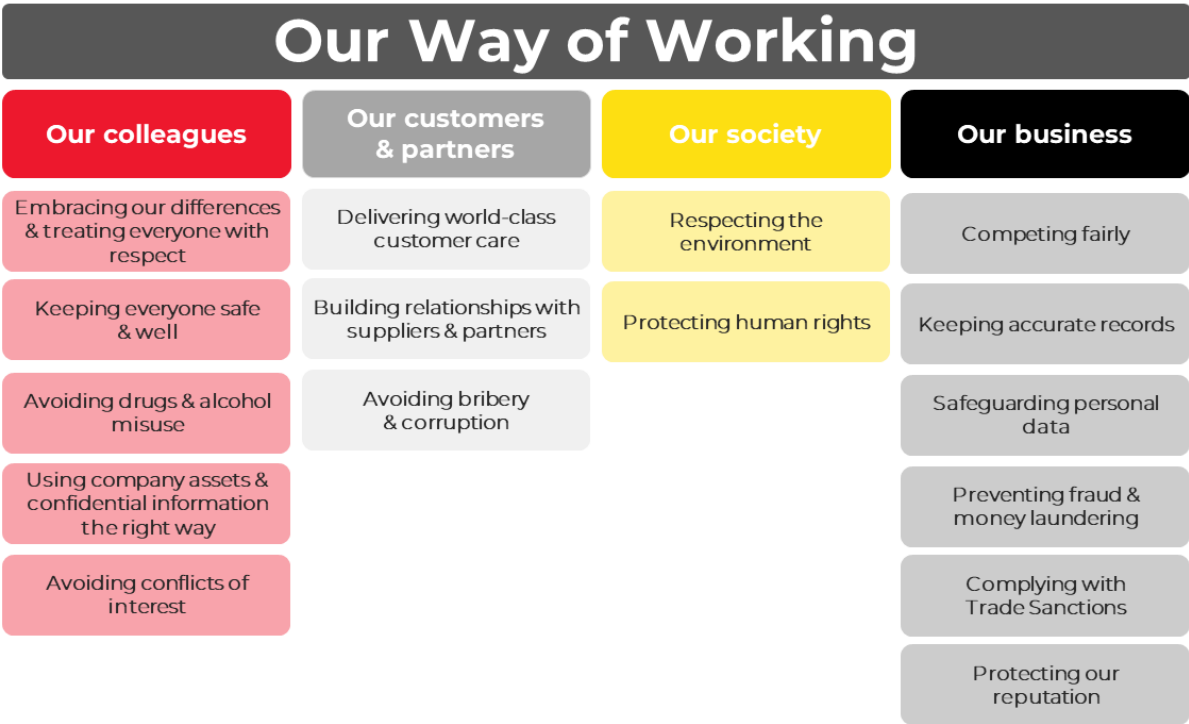 Our Way of Working
Our colleagues
Embracing our differences
& treating everyone with
respect
Keeping everyone safe
& well
Avoiding drugs & alcohol
misuse
Using company assets &
confidential information
the right way
Avoiding conflicts of
interest
Our customers
& partners
Delivering world-class
customer care
Building relationships with
suppliers & partners
Avoiding bribery
& corruption
Our society
Respecting the
environment
Protecting human rights
Our business
Competing fairly
Keeping accurate records
Safeguarding personal
data
Preventing fraud &
money laundering
Complying with
Trade Sanctions
Protecting our
reputation